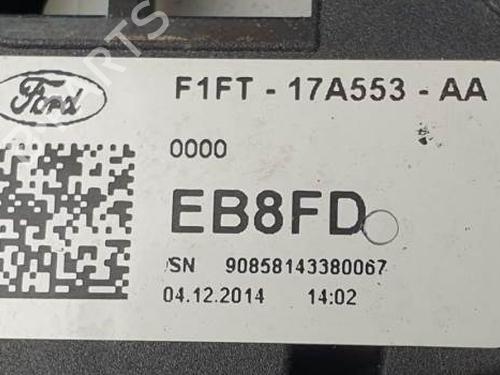 Ford
F1FT - 17A553 - AA
0000
EB8FD
SN 90858143380067
04.12.2014 14:02